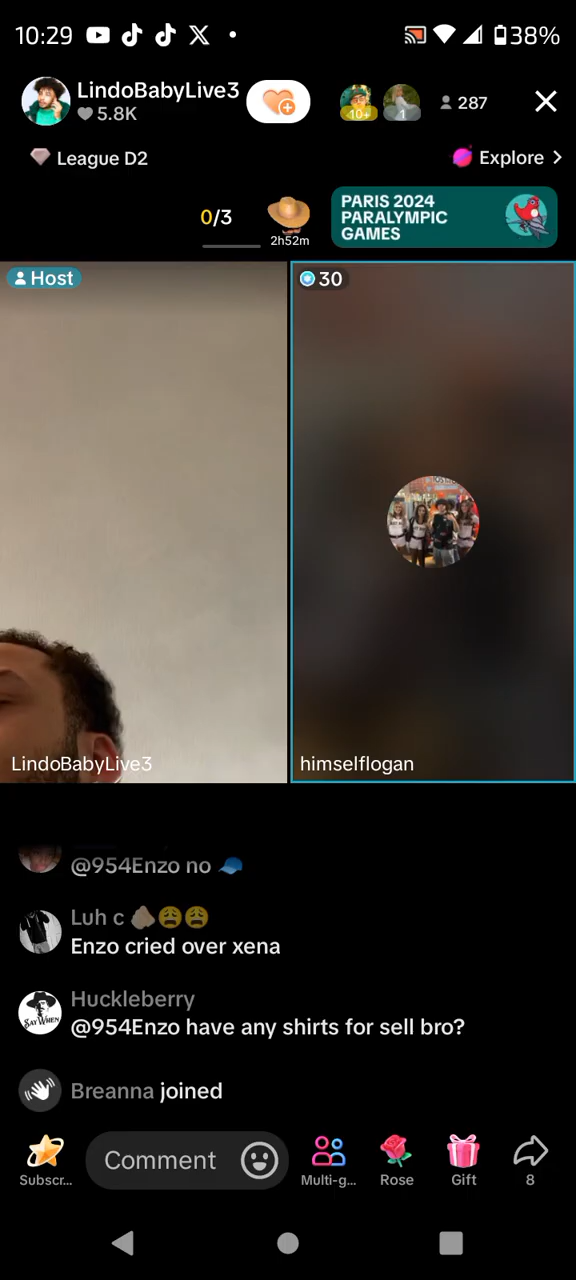 10:29
38%
LindoBabyLive3
5.8K
10+
1
287
League D2
Explore
0/3
2h52m
PARIS 2024
PARALYMPIC
GAMES
Host
30
LindoBabyLive3
himselflogan
@954Enzo no
Luh c
Enzo cried over xena
Huckleberry
SAY WHEN
@954Enzo have any shirts for sell bro?
Breanna joined
Subscr...
Comment
Multi-g...
Rose
Gift
8